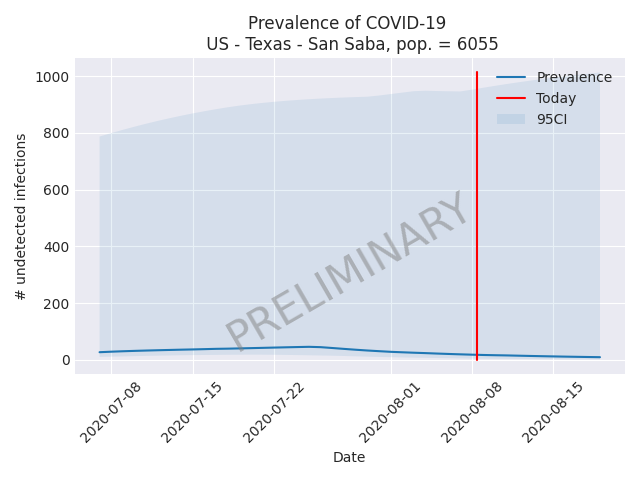 Prevalence of COVID-19
US - Texas - San Saba, pop. = 6055
# undetected infections
1000
800
600
400
200
0
Prevalence
Today
95CI
PRELIMINARY
2020-07-08
2020-07-15
2020-07-22
2020-08-01
2020-08-08
2020-08-15
Date